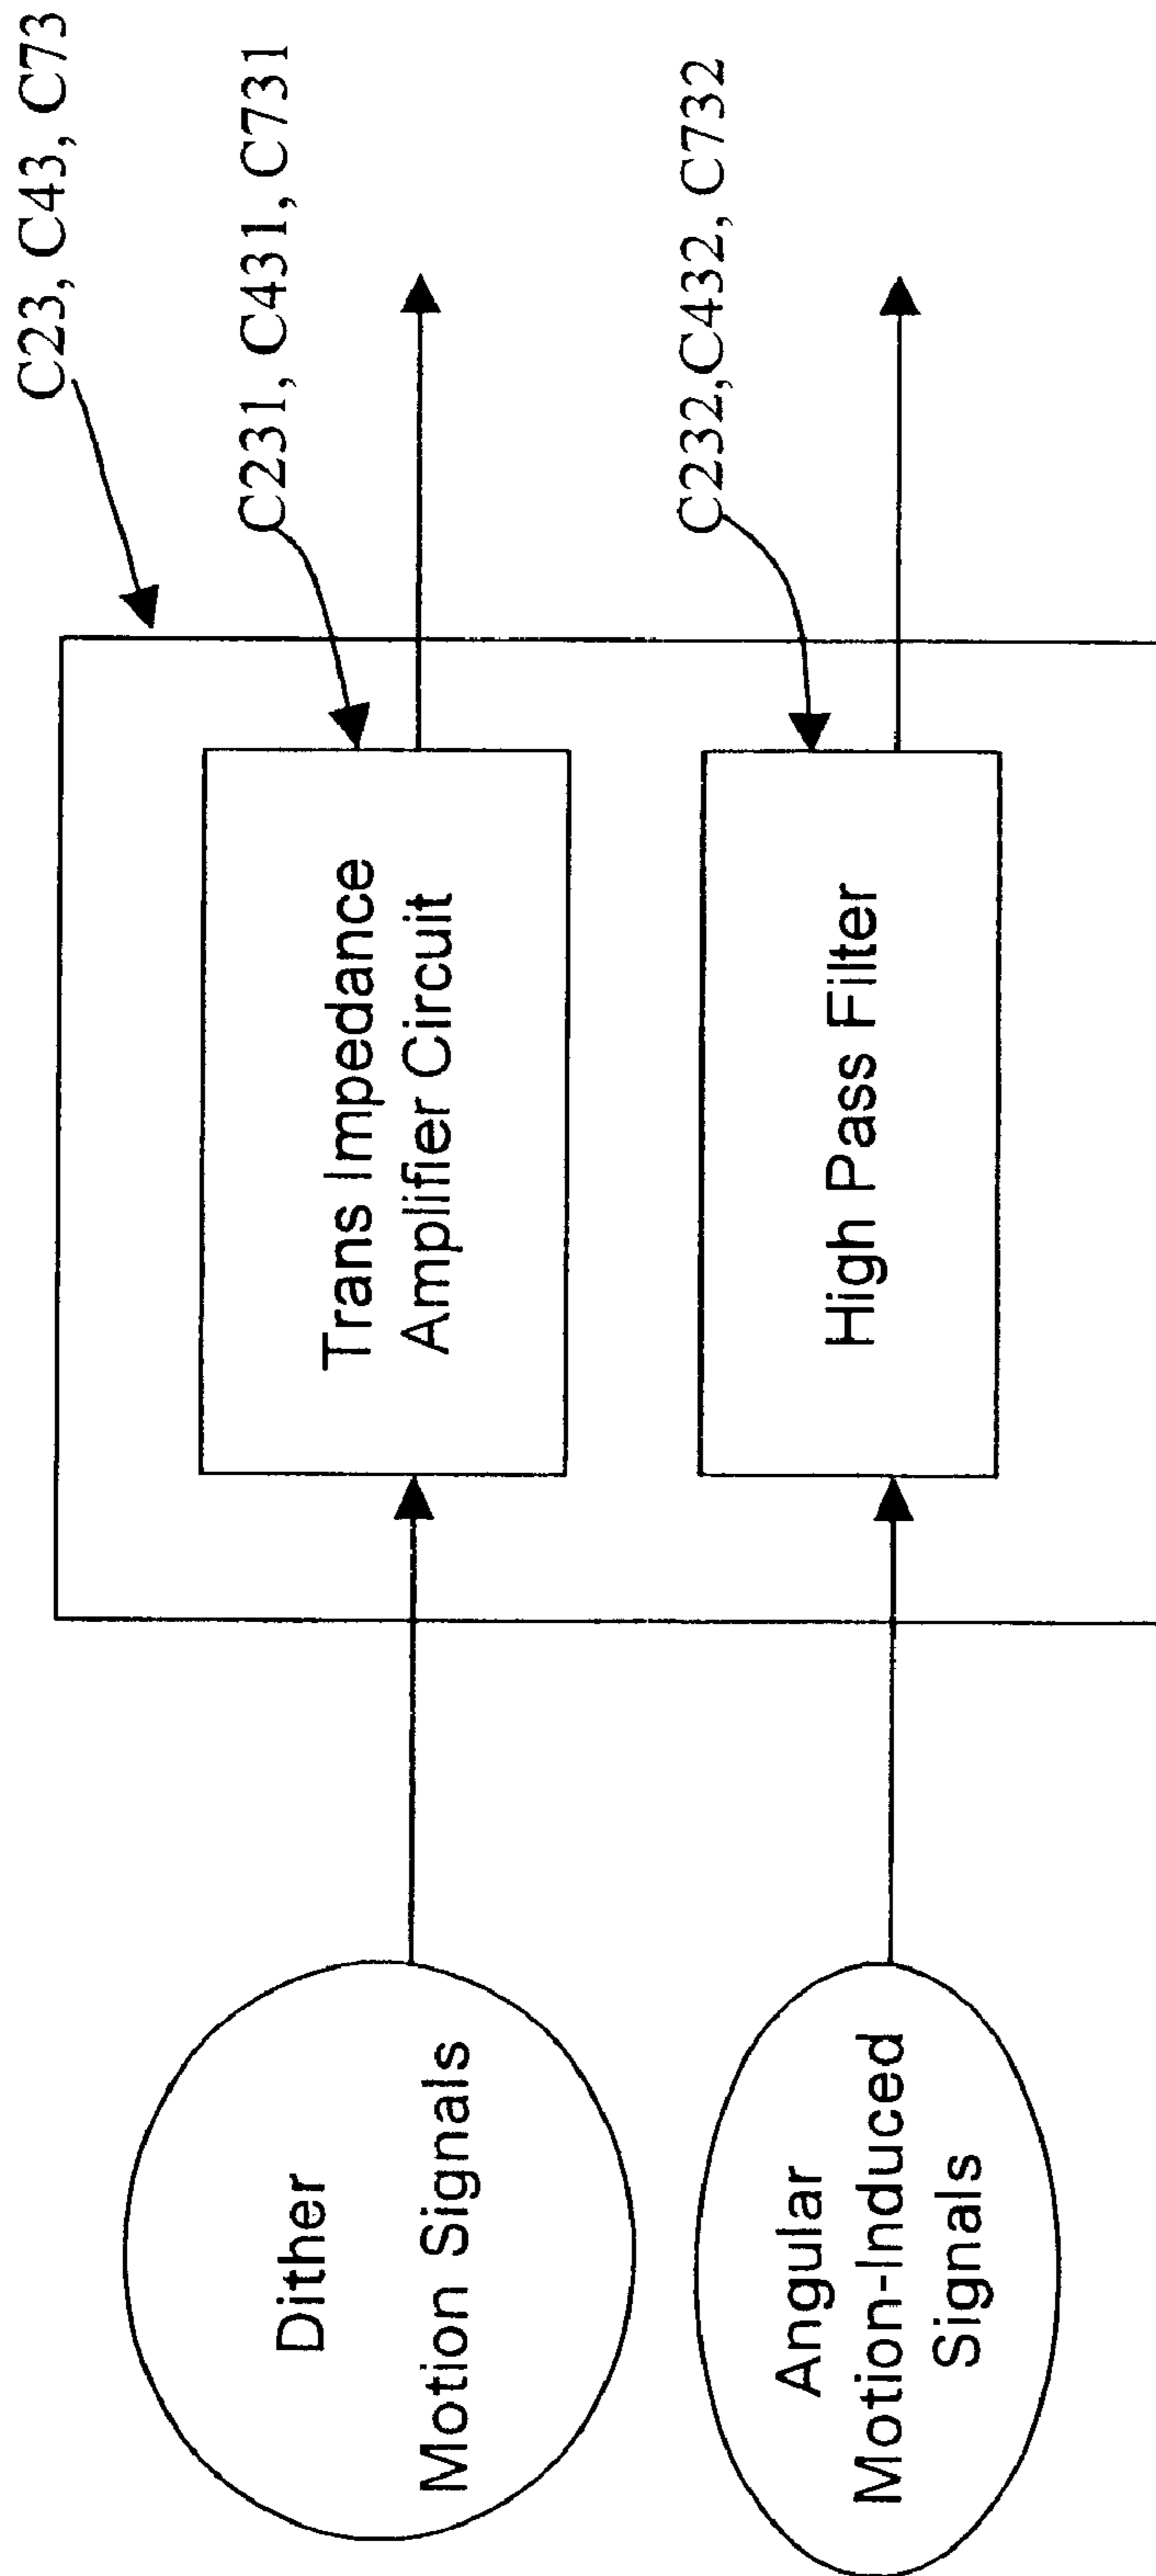 C23, C43, C73
C231, C431, C731
C232,C432, C732
Trans Impedance
Amplifier Circuit
High Pass Filter
Dither
Motion Signals
Angular
Motion-Induced
Signals